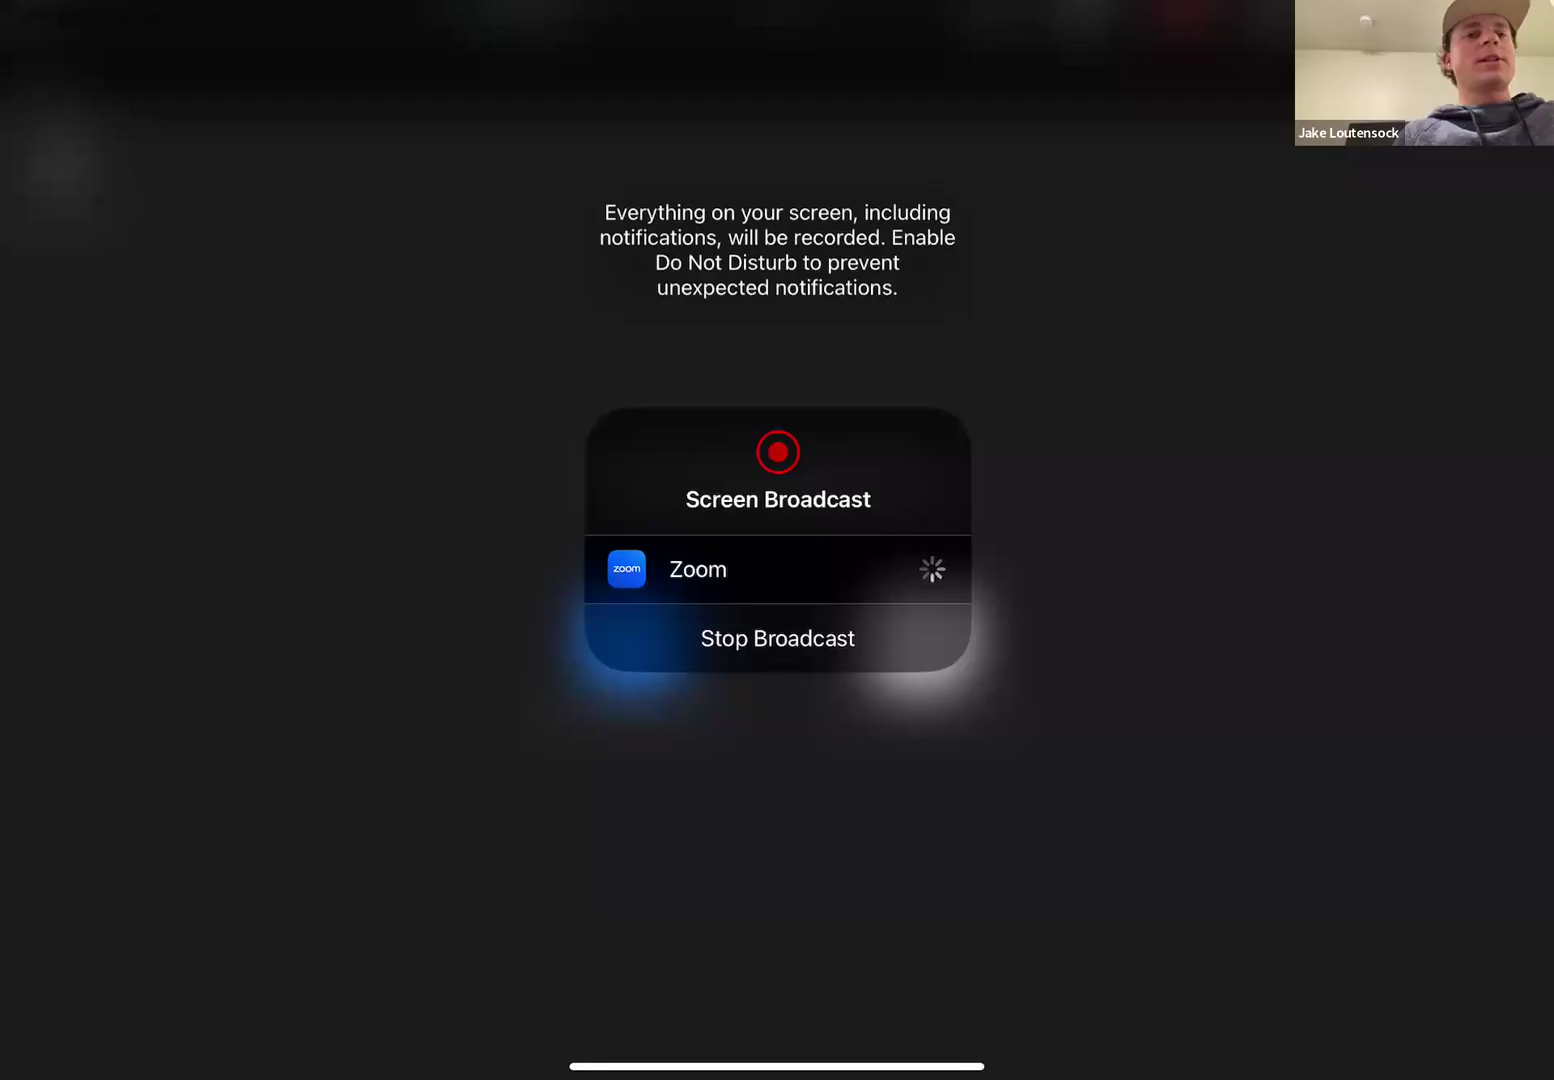 Jake Loutensock
Everything on your screen, including
notifications, will be recorded. Enable
Do Not Disturb to prevent
unexpected notifications.
Screen Broadcast
zoom
Zoom
Stop Broadcast